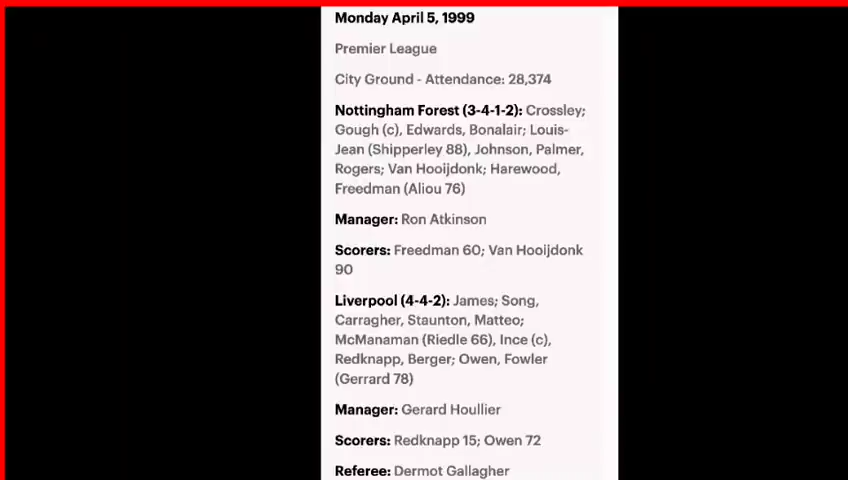 Monday April 5, 1999
Premier League
City Ground - Attendance: 28,374
Nottingham Forest (3-4-1-2): Crossley;
Gough (c), Edwards, Bonalair; Louis-
Jean (Shipperley 88), Johnson, Palmer,
Rogers; Van Hooijdonk; Harewood,
Freedman (Aliou 76)
Manager: Ron Atkinson
Scorers: Freedman 60; Van Hooijdonk
90
Liverpool (4-4-2): James; Song,
Carragher, Staunton, Matteo;
McManaman (Riedle 66), Ince (c),
Redknapp, Berger; Owen, Fowler
(Gerrard 78)
Manager: Gerard Houllier
Scorers: Redknapp 15; Owen 72
Referee: Dermot Gallagher